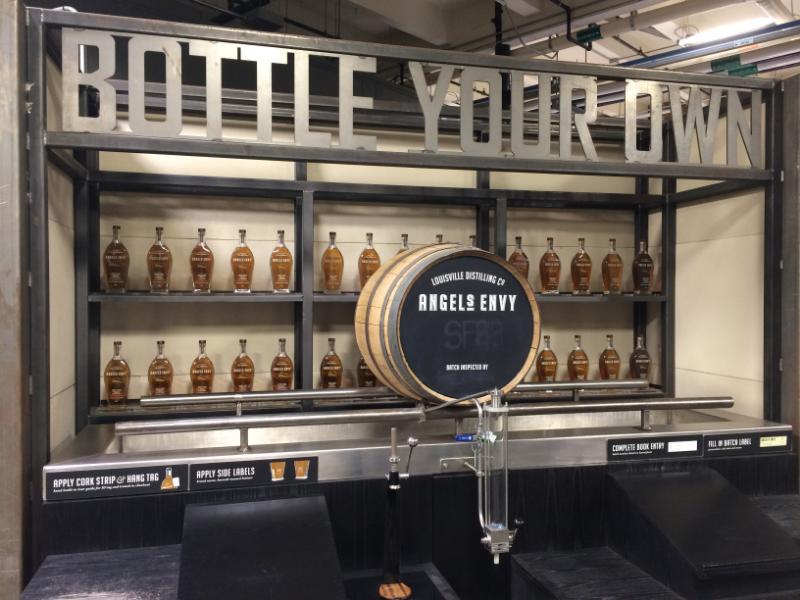 BOTTLE YOUR OWN
LOUISVILLE DISTILLING Cº
ANGEL'S ENVY
BATCH INSPECTED BY
APPLY CORK STRIP & HANG TAG
APPLY SIDE LABELS
COMPLETE BOOK ENTRY
FILL IN BATCH LABEL